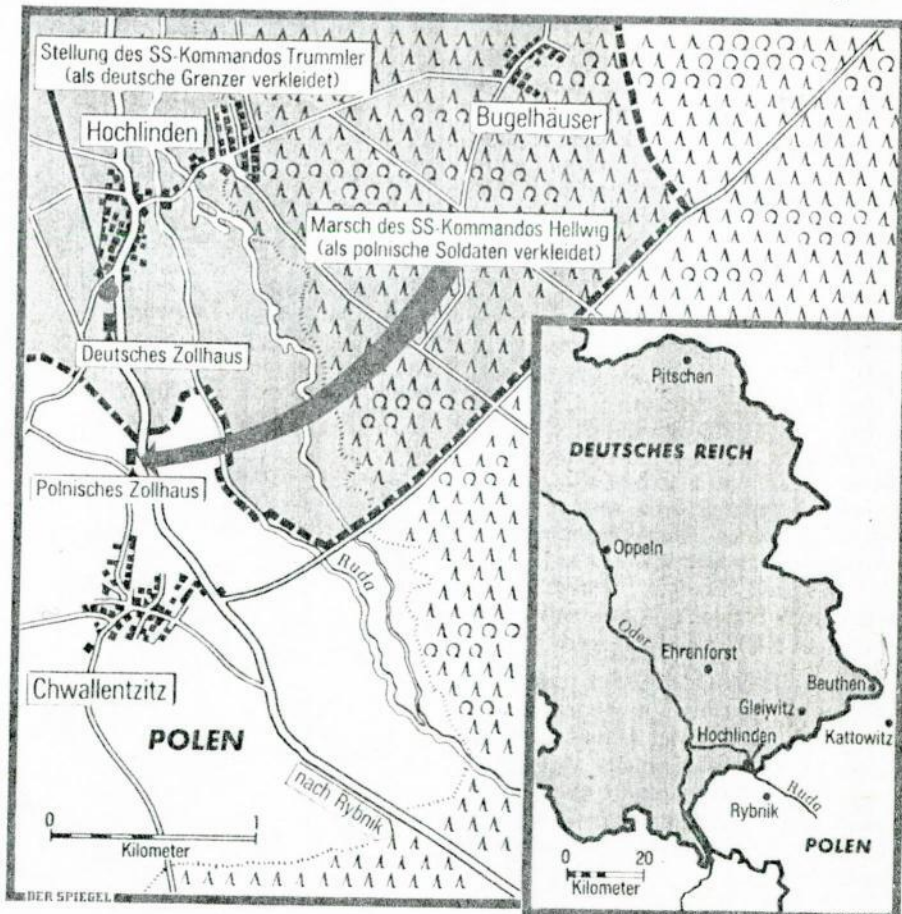 Stellung des SS-Kommandos Trummler
(als deutsche Grenzer verkleidet)
Hochlinden
Bugelhäuser
Marsch des SS-Kommandos Hellwig
(als polnische Soldaten verkleidet)
Deutsches Zollhaus
Polnisches Zollhaus
Ruda
Chwallentzitz
POLEN
nach Rybnik
0 1
Kilometer
DER SPIEGEL
Pitschen
DEUTSCHES REICH
Oppeln
Oder
Ehrenforst
Beuthen
Gleiwitz
Hochlinden
Kattowitz
Ruda
Rybnik
POLEN
0 20
Kilometer